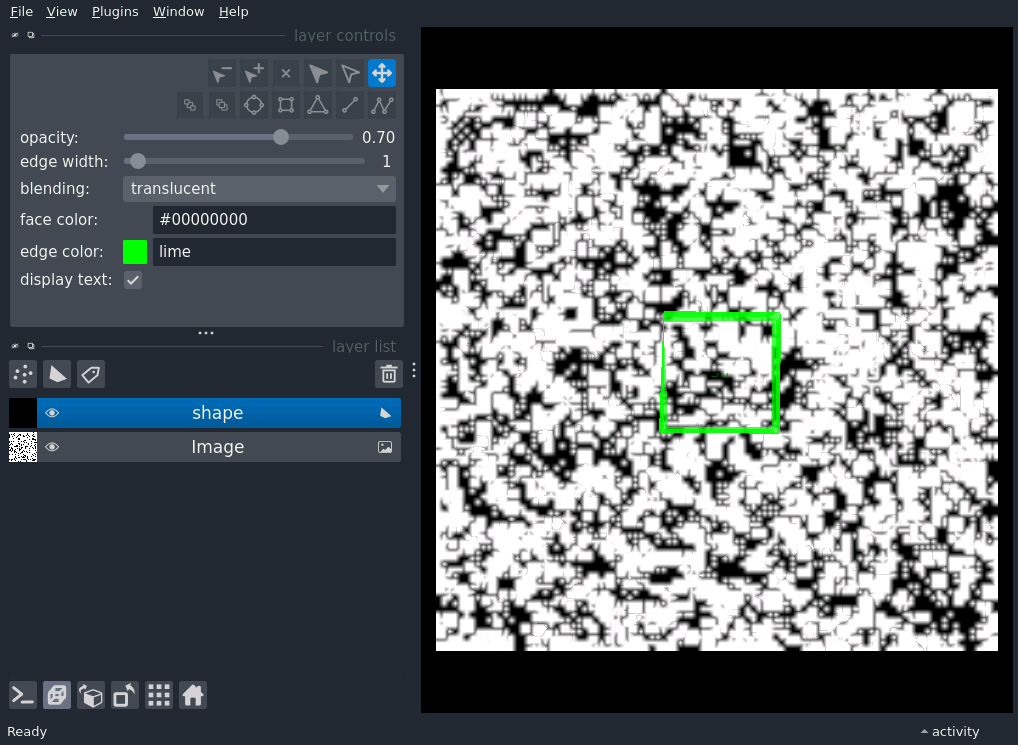 File View Plugins Window Help
layer controls
opacity: 0.70
edge width: 1
blending: translucent
face color: #00000000
edge color: lime
display text:
layer list
shape
Image
Ready activity